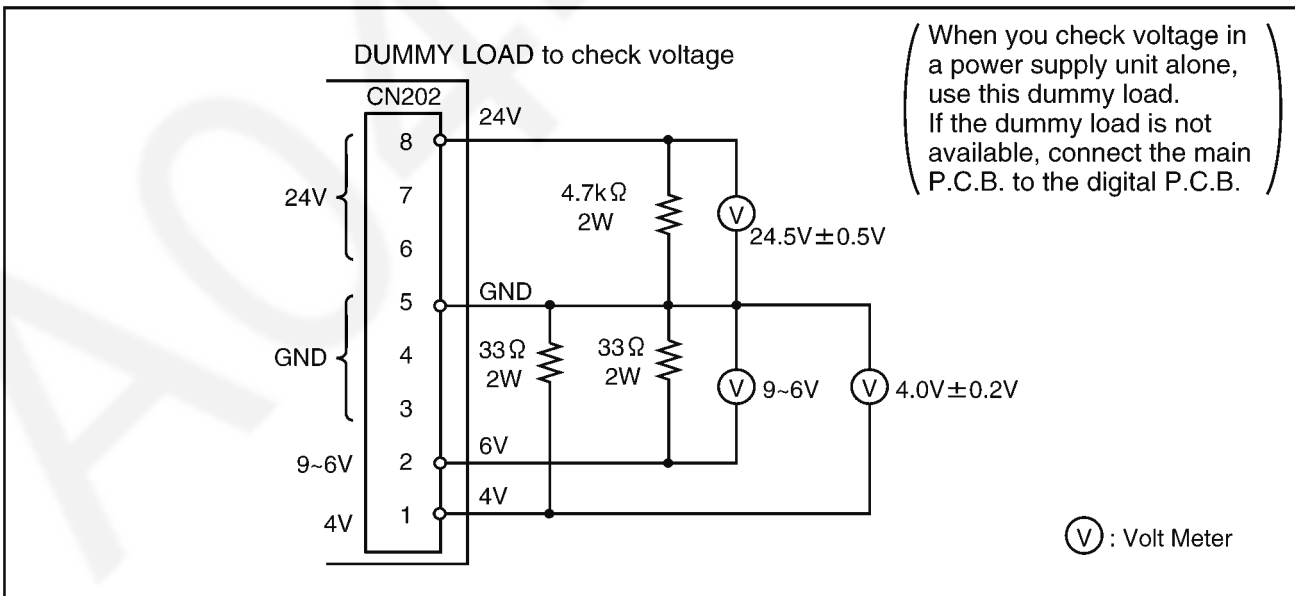 DUMMY LOAD to check voltage
When you check voltage in
a power supply unit alone,
use this dummy load.
If the dummy load is not
available, connect the main
P.C.B. to the digital P.C.B.
CN202
24V
8
7
6
24V
4.7kΩ
2W
V
24.5V±0.5V
GND
5
4
3
GND
33Ω
2W
33Ω
2W
V
9~6V
V
4.0V±0.2V
6V
9~6V
2
4V
4V
1
V : Volt Meter